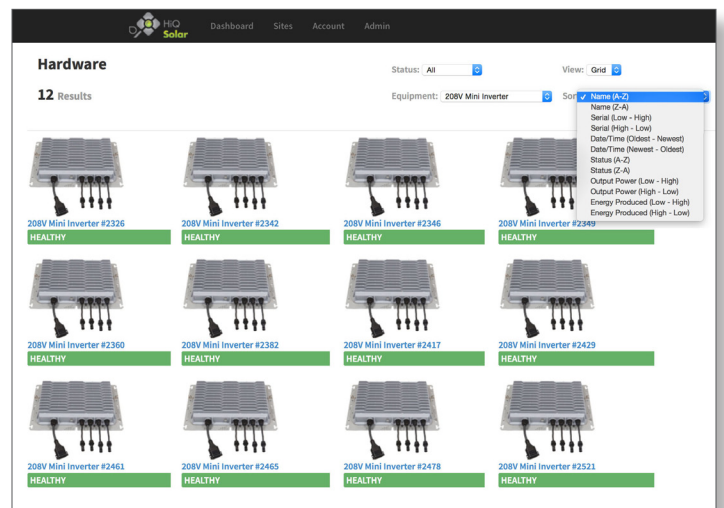 HiQ
Solar
Dashboard Sites Account Admin
Hardware
Status: All
View: Grid
12 Results
Equipment: 208V Mini Inverter
Sor
✓ Name (A-Z)
Name (Z-A)
Serial (Low - High)
Serial (High - Low)
Date/Time (Oldest - Newest)
Date/Time (Newest - Oldest)
Status (A-Z)
Status (Z-A)
Output Power (Low - High)
Output Power (High - Low)
Energy Produced (Low - High)
Energy Produced (High - Low)
208V Mini Inverter #2326 208V Mini Inverter #2342 208V Mini Inverter #2346 208V Mini Inverter #2349
HEALTHY HEALTHY HEALTHY HEALTHY
208V Mini Inverter #2360 208V Mini Inverter #2382 208V Mini Inverter #2417 208V Mini Inverter #2429
HEALTHY HEALTHY HEALTHY HEALTHY
208V Mini Inverter #2461 208V Mini Inverter #2465 208V Mini Inverter #2478 208V Mini Inverter #2521
HEALTHY HEALTHY HEALTHY HEALTHY